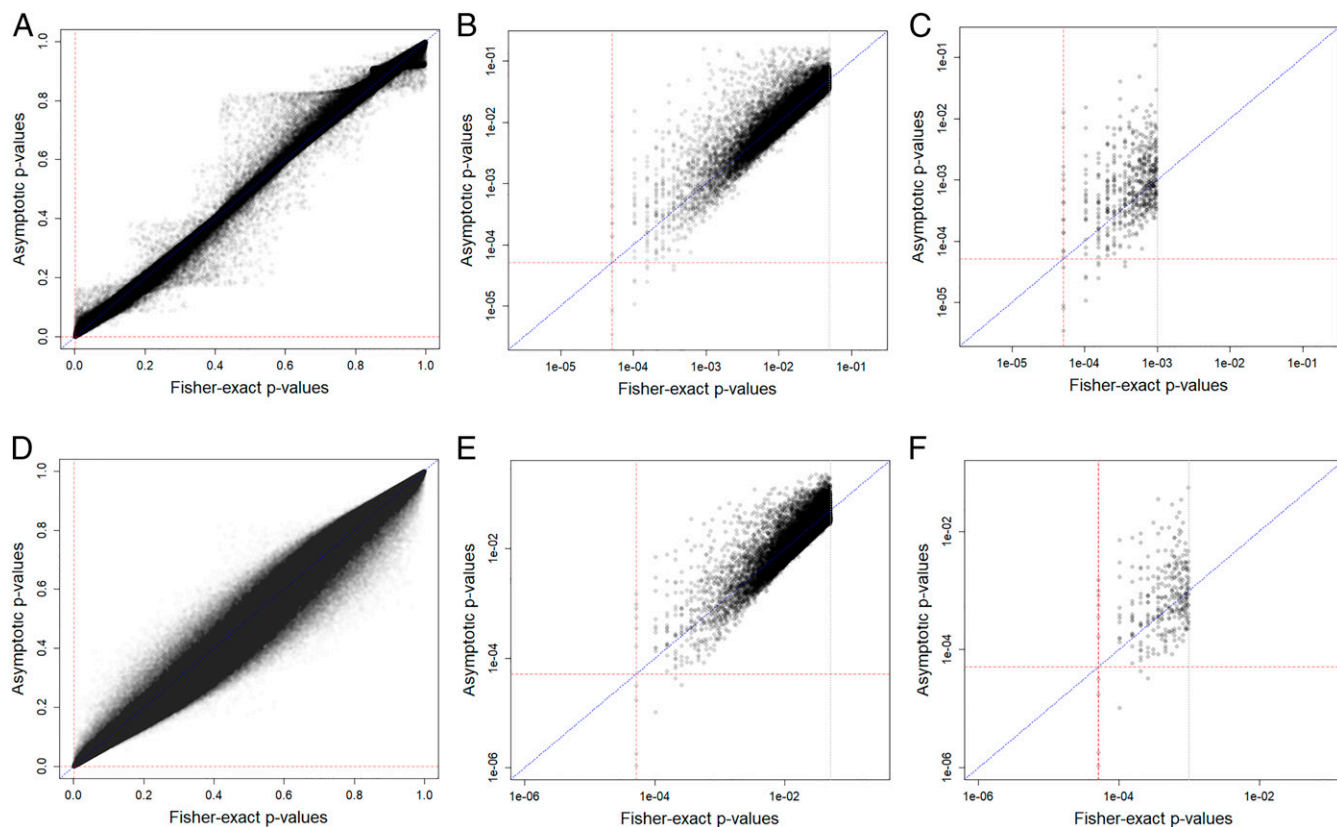 A
Asymptotic p-values
0.0 0.2 0.4 0.6 0.8 1.0
0.0 0.2 0.4 0.6 0.8 1.0
Fisher-exact p-values
B
Asymptotic p-values
1e-05 1e-04 1e-03 1e-02 1e-01
1e-05 1e-04 1e-03 1e-02 1e-01
Fisher-exact p-values
C
Asymptotic p-values
1e-05 1e-04 1e-03 1e-02 1e-01
1e-05 1e-04 1e-03 1e-02 1e-01
Fisher-exact p-values
D
Asymptotic p-values
0.0 0.2 0.4 0.6 0.8 1.0
0.0 0.2 0.4 0.6 0.8 1.0
Fisher-exact p-values
E
Asymptotic p-values
1e-06 1e-04 1e-02
1e-06 1e-04 1e-02
Fisher-exact p-values
F
Asymptotic p-values
1e-06 1e-04 1e-02
1e-06 1e-04 1e-02
Fisher-exact p-values